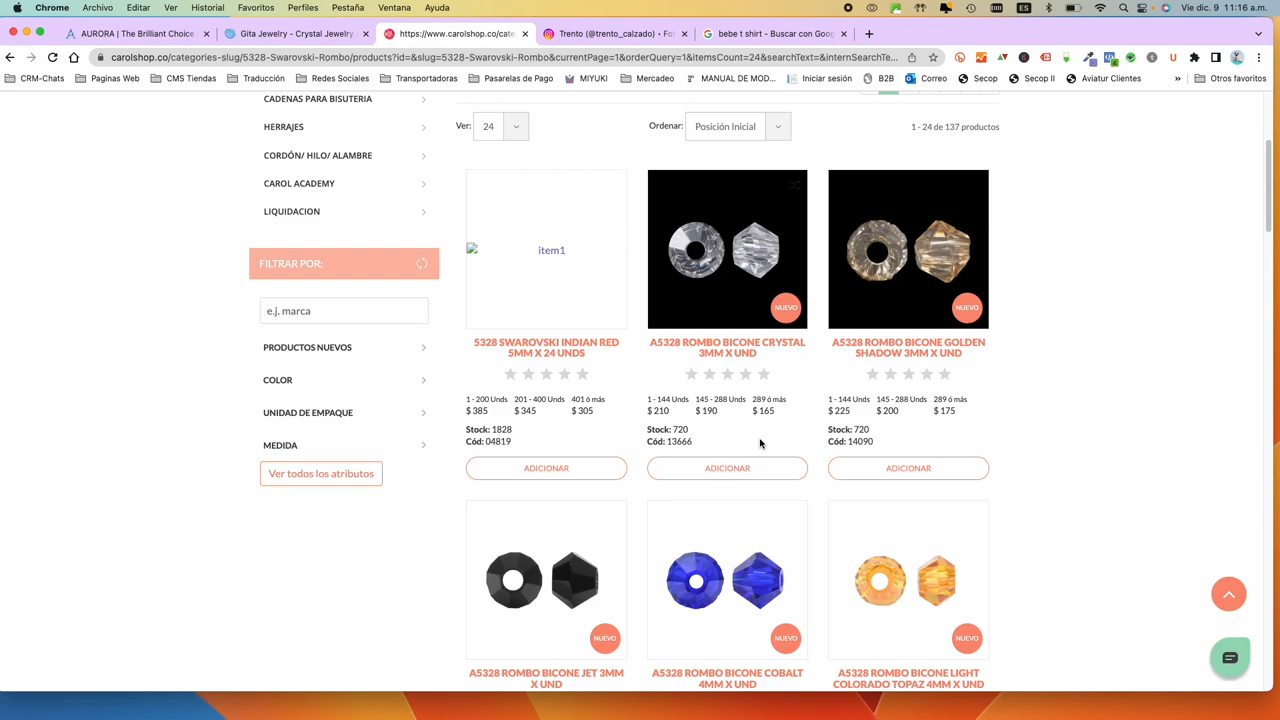 Chrome Archivo Editar Ver Historial Favoritos Perfiles Pestaña Ventana Ayuda Vie dic. 9 11:16 a.m.
AURORA | The Brilliant Choice Gita Jewelry - Crystal Jewelry https://www.carolshop.co/cate Trento (@trento_calzado) • Fot bebe t shirt - Buscar con Goog
carolshop.co/categories-slug/5328-Swarovski-Rombo/products?id=&slug=5328-Swarovski-Rombo&currentPage=1&orderQuery=1&itemsCount=24&searchText=&internSearchTe...
CRM-Chats Paginas Web CMS Tiendas Traducción Redes Sociales Transportadoras Pasarelas de Pago MIYUKI Mercadeo MANUAL DE MOD... Iniciar sesión B2B Correo Secop Secop II Aviatur Clientes » Otros favoritos
CADENAS PARA BISUTERIA
HERRAJES
CORDÓN/ HILO/ ALAMBRE
CAROL ACADEMY
LIQUIDACION
FILTRAR POR:
e.j. marca
PRODUCTOS NUEVOS
COLOR
UNIDAD DE EMPAQUE
MEDIDA
Ver todos los atributos
Ver: 24 Ordenar: Posición Inicial 1 - 24 de 137 productos
item1
5328 SWAROVSKI INDIAN RED
5MM X 24 UNDS
1 - 200 Unds 201 - 400 Unds 401 ó más
$ 385 $ 345 $ 305
Stock: 1828
Cód: 04819
ADICIONAR
NUEVO
A5328 ROMBO BICONE CRYSTAL
3MM X UND
1 - 144 Unds 145 - 288 Unds 289 ó más
$ 210 $ 190 $ 165
Stock: 720
Cód: 13666
ADICIONAR
NUEVO
A5328 ROMBO BICONE GOLDEN
SHADOW 3MM X UND
1 - 144 Unds 145 - 288 Unds 289 ó más
$ 225 $ 200 $ 175
Stock: 720
Cód: 14090
ADICIONAR
NUEVO
A5328 ROMBO BICONE JET 3MM
X UND
NUEVO
A5328 ROMBO BICONE COBALT
4MM X UND
NUEVO
A5328 ROMBO BICONE LIGHT
COLORADO TOPAZ 4MM X UND